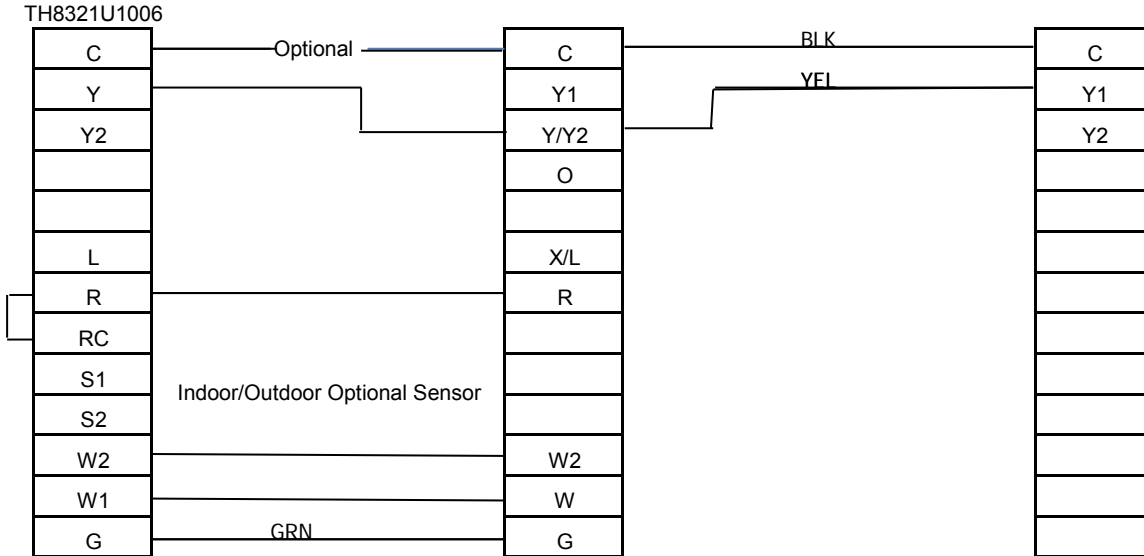 TH8321U1006
C Optional C BLK C
Y Y1 YEL Y1
Y2 Y/Y2 Y2
O
L X/L
R R
RC
S1
Indoor/Outdoor Optional Sensor
S2
W2 W2
W1 W
G GRN G